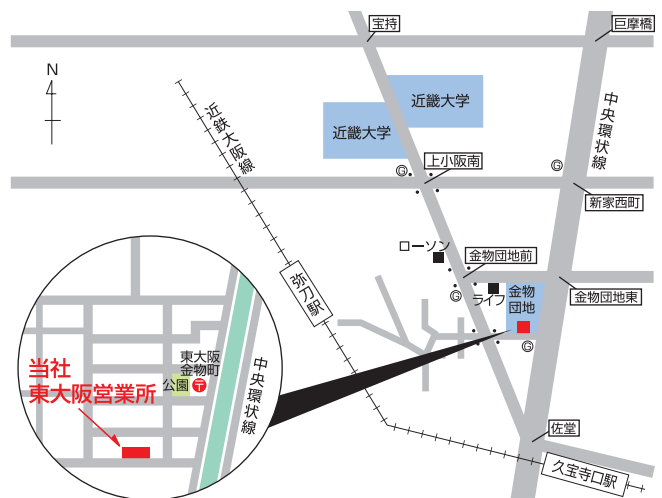 宝持
巨摩橋
N
近畿大学
近畿大学
中央環状線
近鉄大阪線
G
上小阪南
G
新家西町
ローソン
金物団地前
弥刀駅
G
ライフ
金物
団地
金物団地東
G
東大阪
金物町
公園
〒
中央環状線
当社
東大阪営業所
佐堂
久宝寺口駅